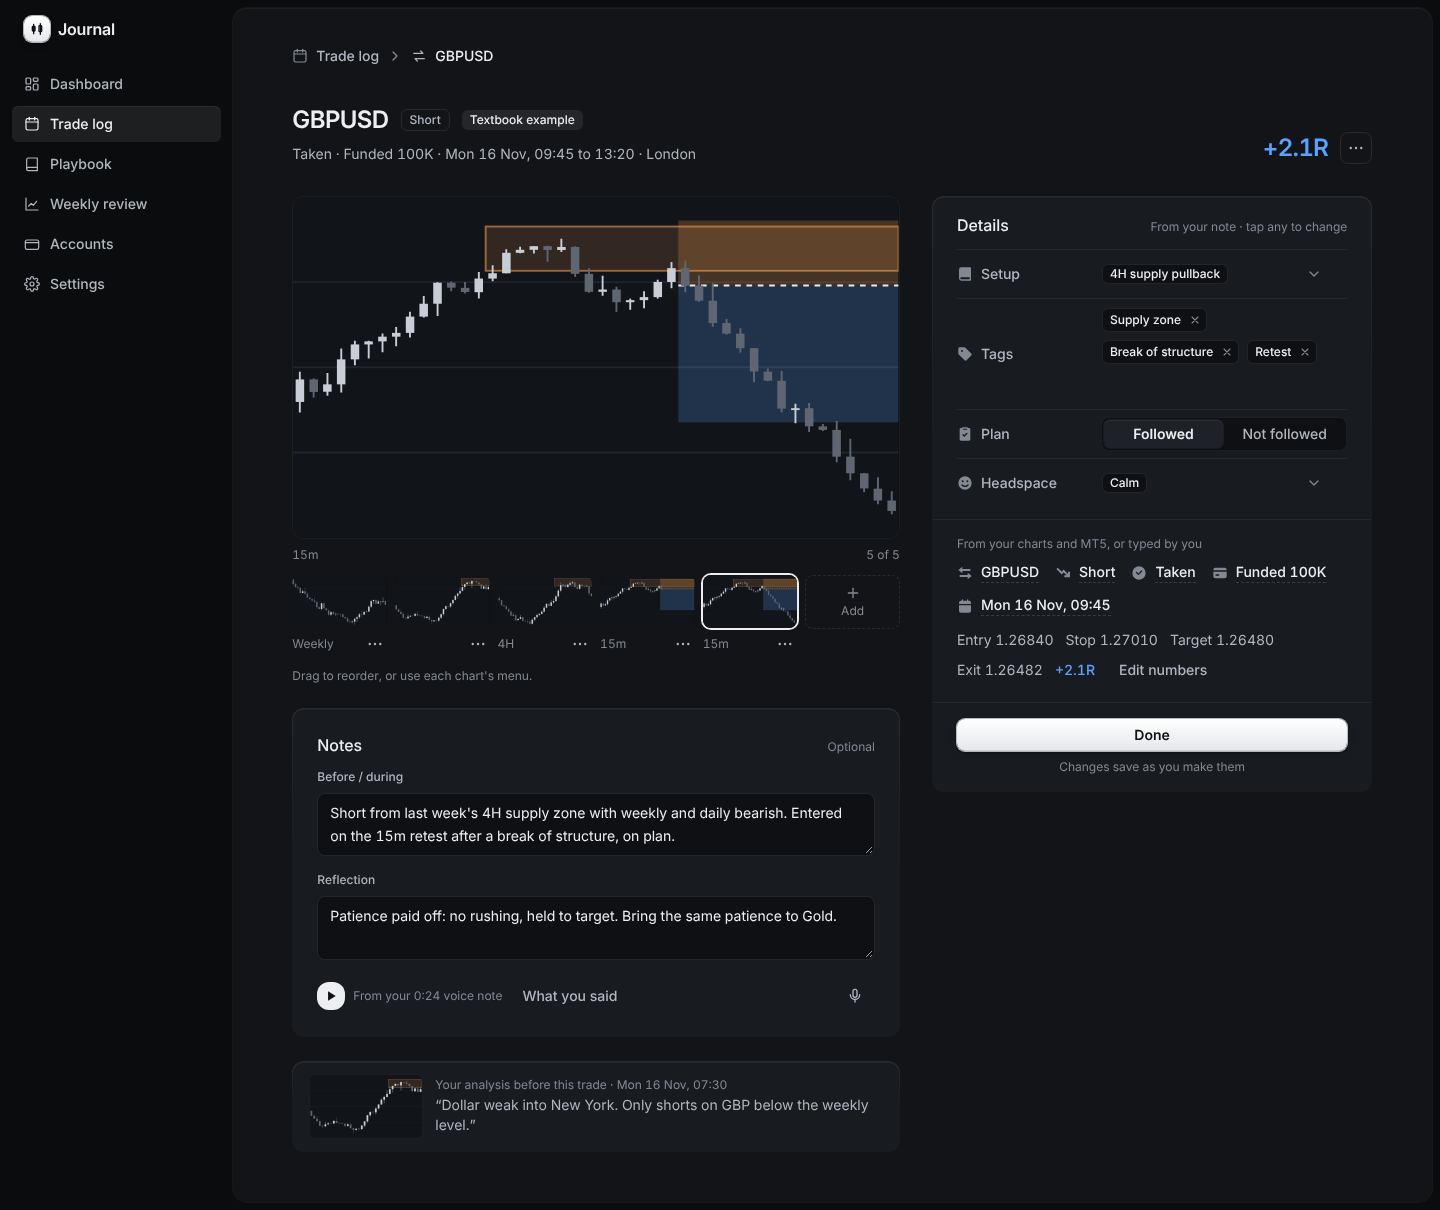 Journal
Dashboard
Trade log
Playbook
Weekly review
Accounts
Settings
Trade log
GBPUSD
GBPUSD
Short
Textbook example
Taken · Funded 100K · Mon 16 Nov, 09:45 to 13:20 · London
+2.1R
15m
5 of 5
Weekly
4H
15m
15m
Add
Drag to reorder, or use each chart's menu.
Notes
Optional
Before / during
Short from last week's 4H supply zone with weekly and daily bearish. Entered
on the 15m retest after a break of structure, on plan.
Reflection
Patience paid off: no rushing, held to target. Bring the same patience to Gold.
From your 0:24 voice note
What you said
Your analysis before this trade · Mon 16 Nov, 07:30
“Dollar weak into New York. Only shorts on GBP below the weekly
level.”
Details
From your note · tap any to change
Setup
4H supply pullback
Tags
Supply zone
Break of structure
Retest
Plan
Followed
Not followed
Headspace
Calm
From your charts and MT5, or typed by you
GBPUSD
Short
Taken
Funded 100K
Mon 16 Nov, 09:45
Entry 1.26840 Stop 1.27010 Target 1.26480
Exit 1.26482 +2.1R Edit numbers
Done
Changes save as you make them